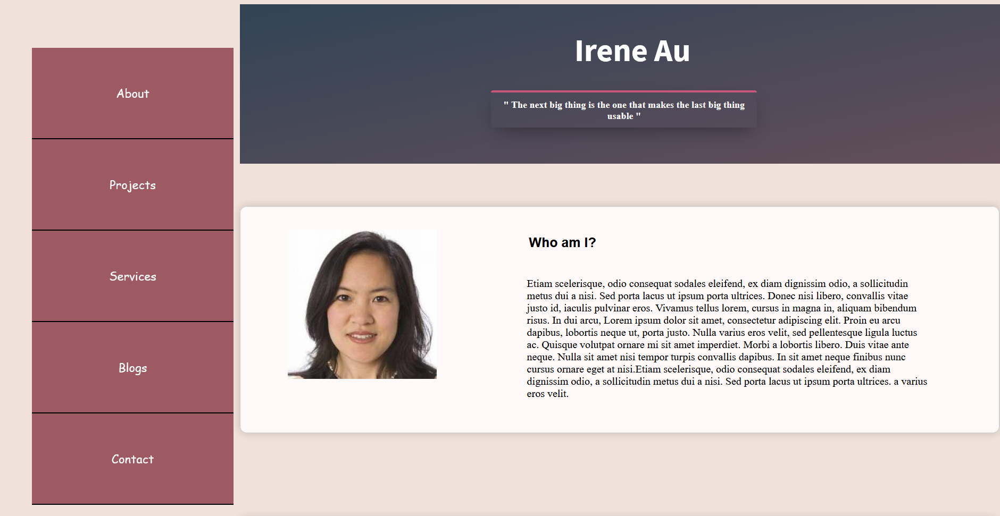 About
Projects
Services
Blogs
Contact
Irene Au
" The next big thing is the one that makes the last big thing
usable "
Who am I?
Etiam scelerisque, odio consequat sodales eleifend, ex diam dignissim odio, a sollicitudin
metus dui a nisi. Sed porta lacus ut ipsum porta ultrices. Donec nisi libero, convallis vitae
justo id, iaculis pulvinar eros. Vivamus tellus lorem, cursus in magna in, aliquam bibendum
risus. In dui arcu, Lorem ipsum dolor sit amet, consectetur adipiscing elit. Proin eu arcu
dapibus, lobortis neque ut, porta justo. Nulla varius eros velit, sed pellentesque ligula luctus
ac. Quisque volutpat ornare mi sit amet imperdiet. Morbi a lobortis libero. Duis vitae ante
neque. Nulla sit amet nisi tempor turpis convallis dapibus. In sit amet neque finibus nunc
cursus ornare eget at nisi.Etiam scelerisque, odio consequat sodales eleifend, ex diam
dignissim odio, a sollicitudin metus dui a nisi. Sed porta lacus ut ipsum porta ultrices. a varius
eros velit.